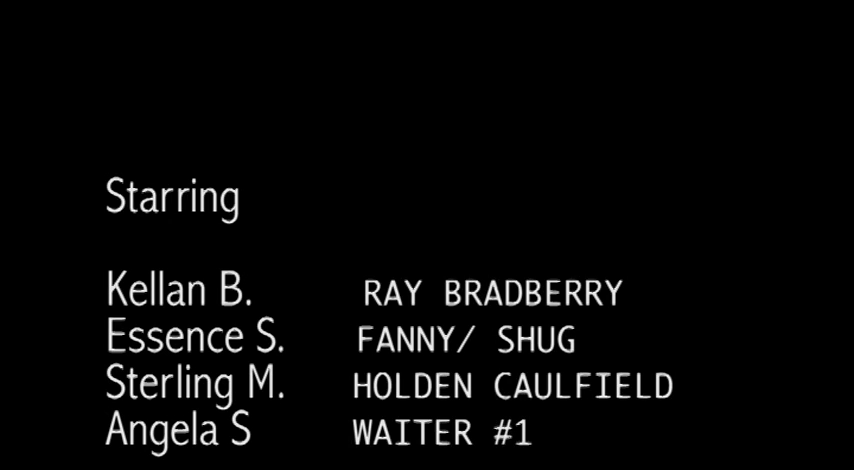 Starring
Kellan B. RAY BRADBERRY
Essence S. FANNY/ SHUG
Sterling M. HOLDEN CAULFIELD
Angela S WAITER #1